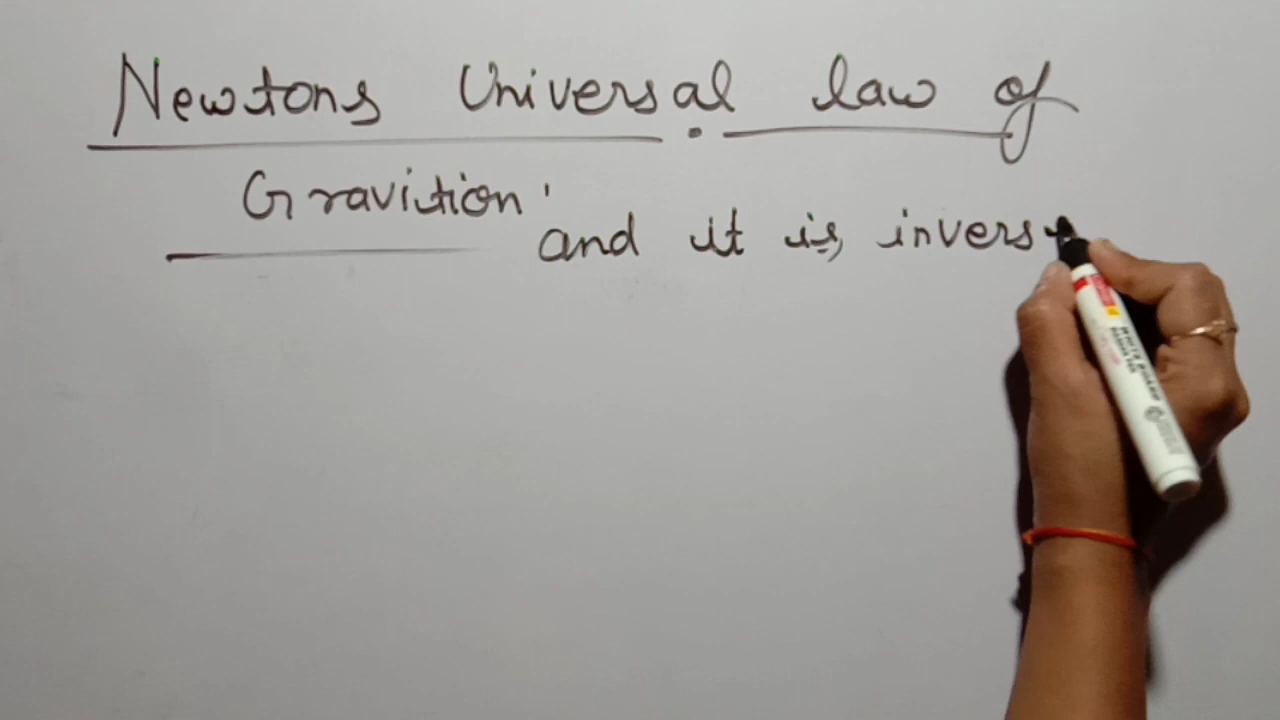 Newtons Universal law of
Gravition'
and it is, invers